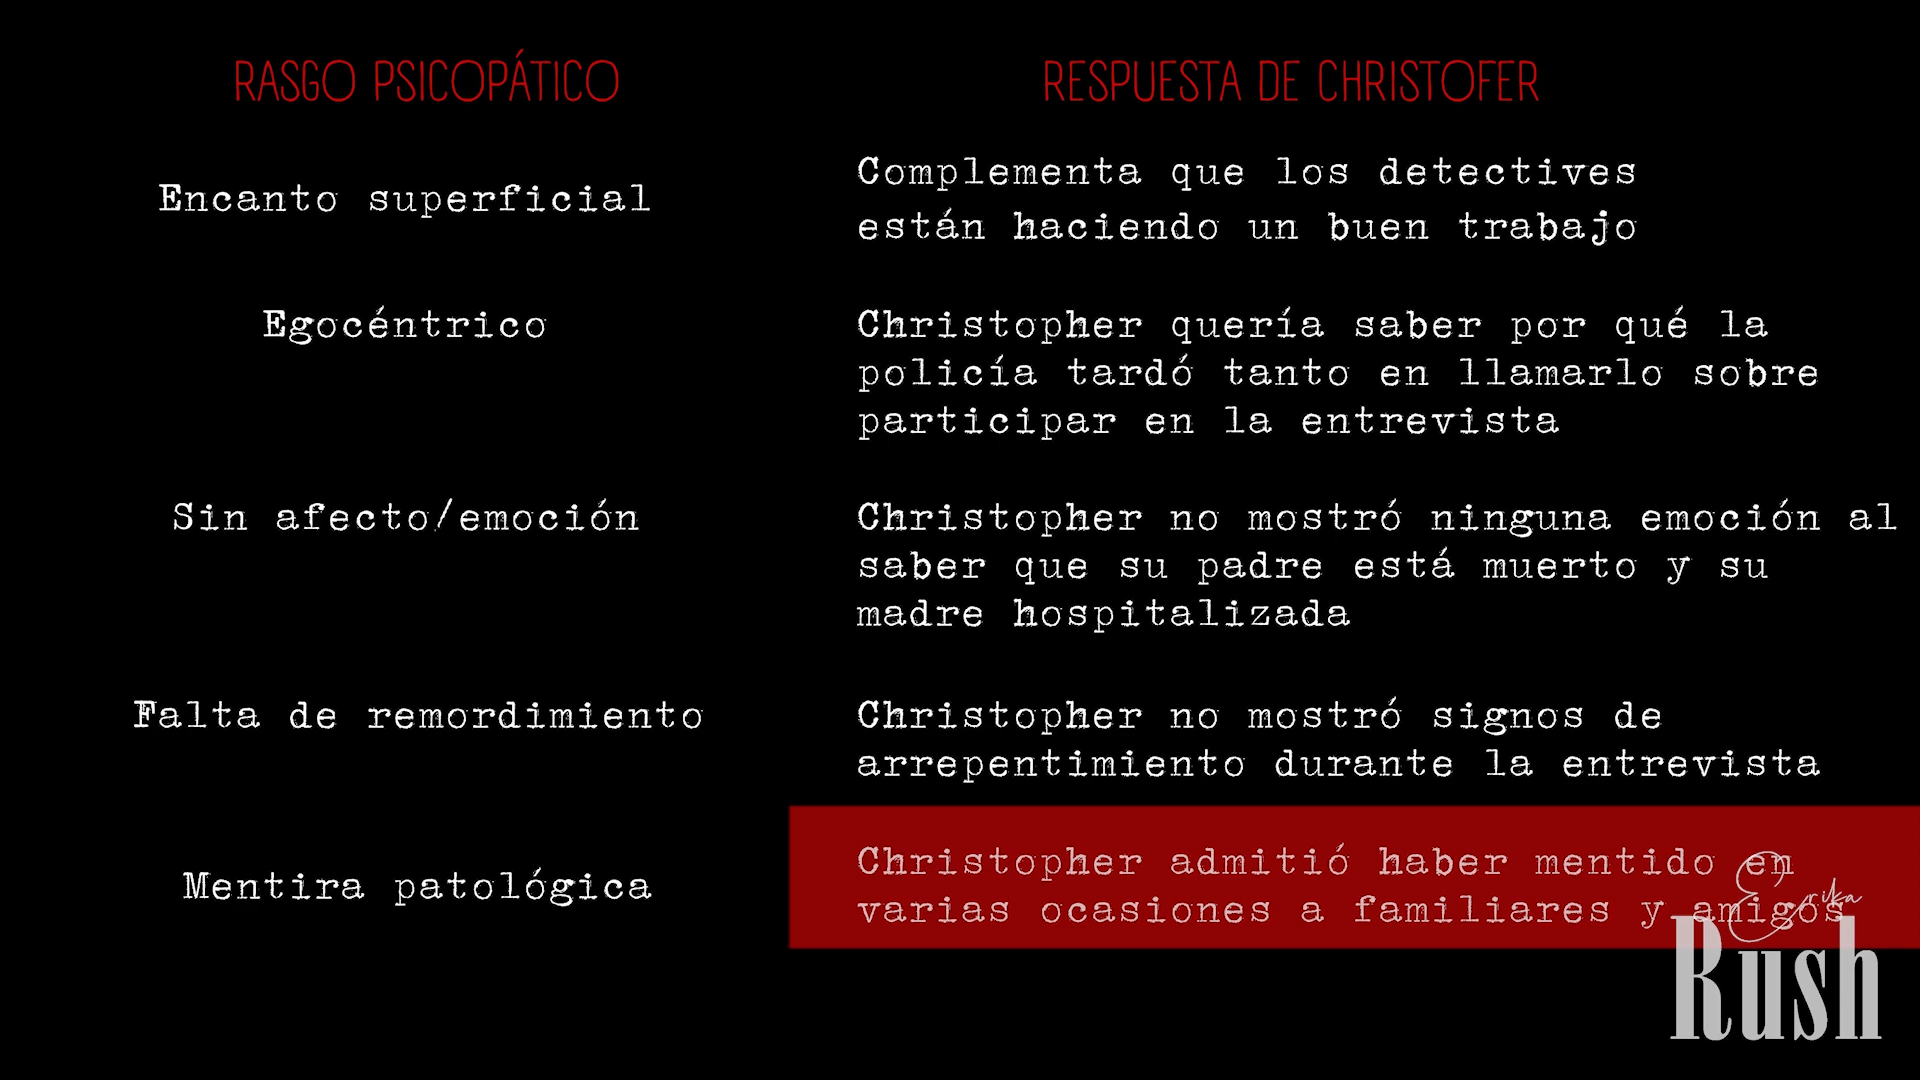 RASGO PSICOPÁTICO
RESPUESTA DE CHRISTOFER
Encanto superficial
Complementa que los detectives
están haciendo un buen trabajo
Egocéntrico
Christopher quería saber por qué la
policía tardó tanto en llamarlo sobre
participar en la entrevista
Sin afecto/emoción
Christopher no mostró ninguna emoción al
saber que su padre está muerto y su
madre hospitalizada
Falta de remordimiento
Christopher no mostró signos de
arrepentimiento durante la entrevista
Mentira patológica
Christopher admitió haber mentido en
varias ocasiones a familiares y amigos
Erika
Rush